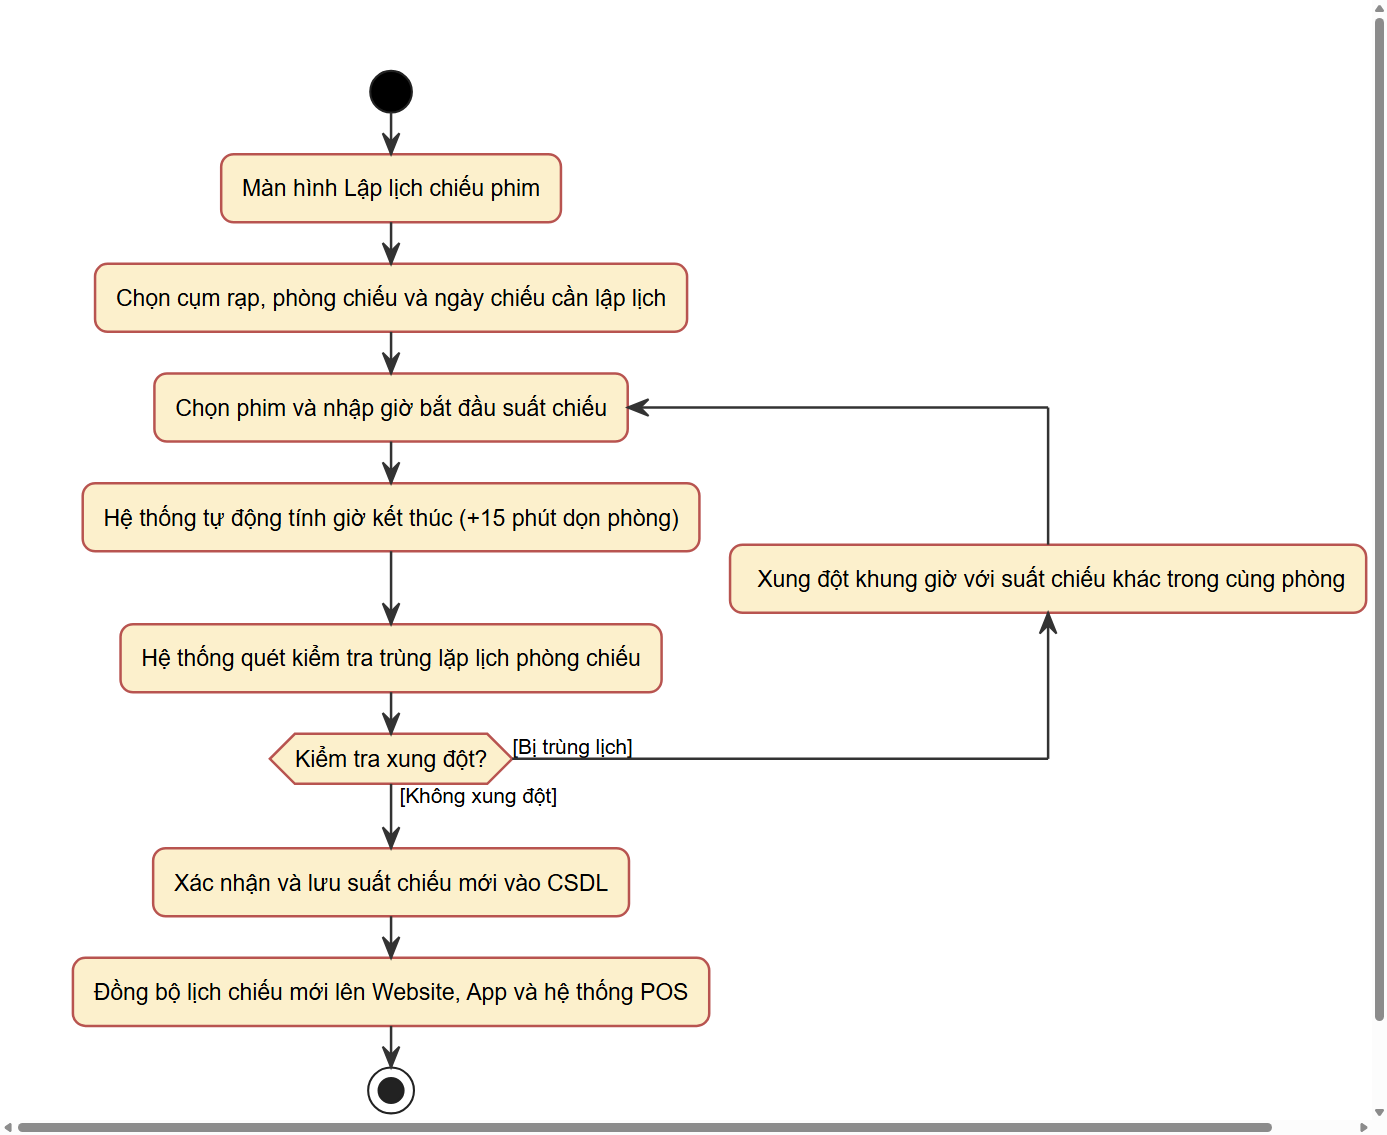 Màn hình Lập lịch chiếu phim
Chọn cụm rạp, phòng chiếu và ngày chiếu cần lập lịch
Chọn phim và nhập giờ bắt đầu suất chiếu
Hệ thống tự động tính giờ kết thúc (+15 phút dọn phòng)
Xung đột khung giờ với suất chiếu khác trong cùng phòng
Hệ thống quét kiểm tra trùng lặp lịch phòng chiếu
Kiểm tra xung đột?
[Bị trùng lịch]
[Không xung đột]
Xác nhận và lưu suất chiếu mới vào CSDL
Đồng bộ lịch chiếu mới lên Website, App và hệ thống POS